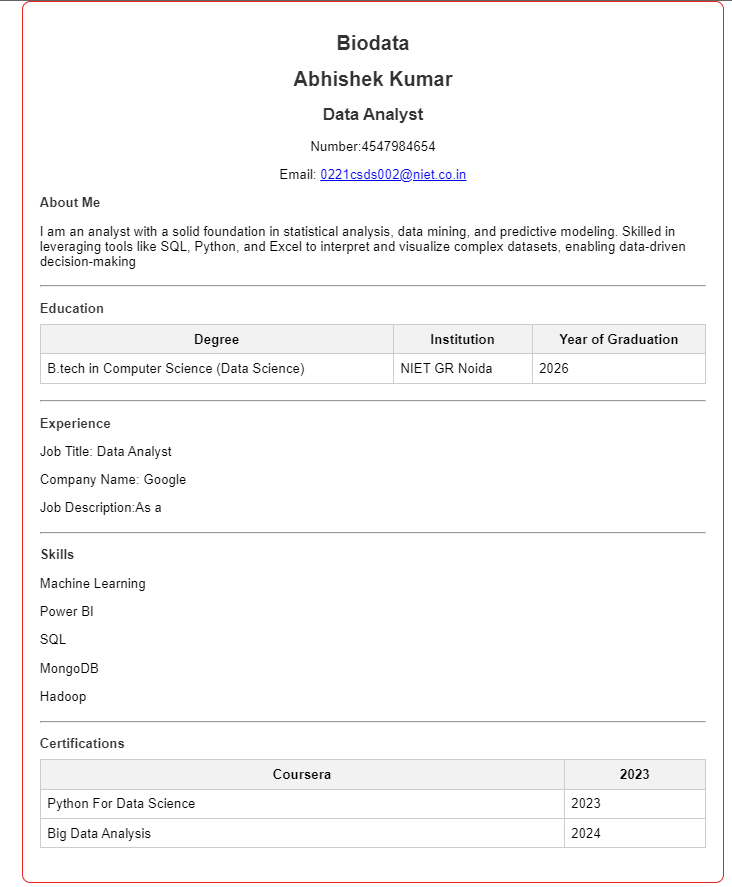 Biodata
Abhishek Kumar
Data Analyst
Number:4547984654
Email: 0221csds002@niet.co.in
About Me
I am an analyst with a solid foundation in statistical analysis, data mining, and predictive modeling. Skilled in
leveraging tools like SQL, Python, and Excel to interpret and visualize complex datasets, enabling data-driven
decision-making
Education
Degree Institution Year of Graduation
B.tech in Computer Science (Data Science) NIET GR Noida 2026
Experience
Job Title: Data Analyst
Company Name: Google
Job Description:As a
Skills
Machine Learning
Power BI
SQL
MongoDB
Hadoop
Certifications
Coursera 2023
Python For Data Science 2023
Big Data Analysis 2024